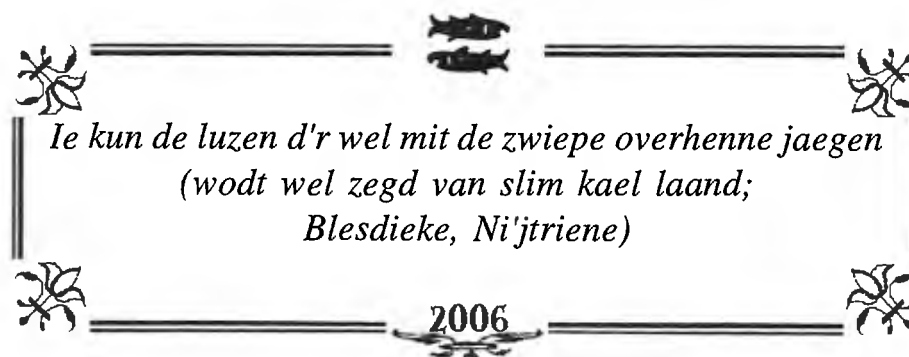 Ie kun de luzen d'r wel mit de zwiepe overhenne jaegen
(wodt wel zegd van slim kael laand;
Blesdieke, Ni'jtriene)
2006